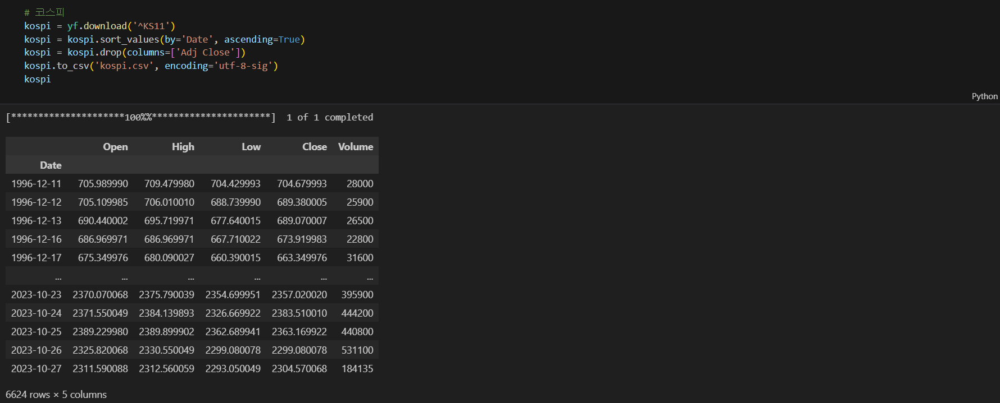 # 코스피
kospi = yf.download('^KS11')
kospi = kospi.sort_values(by='Date', ascending=True)
kospi = kospi.drop(columns=['Adj Close'])
kospi.to_csv('kospi.csv', encoding='utf-8-sig')
kospi
Python
[*********************100%%**********************]  1 of 1 completed
Open High Low Close Volume
Date
1996-12-11 705.989990 709.479980 704.429993 704.679993 28000
1996-12-12 705.109985 706.010010 688.739990 689.380005 25900
1996-12-13 690.440002 695.719971 677.640015 689.070007 26500
1996-12-16 686.969971 686.969971 667.710022 673.919983 22800
1996-12-17 675.349976 680.090027 660.390015 663.349976 31600
... ... ... ... ... ...
2023-10-23 2370.070068 2375.790039 2354.699951 2357.020020 395900
2023-10-24 2371.550049 2384.139893 2326.669922 2383.510010 444200
2023-10-25 2389.229980 2389.899902 2362.689941 2363.169922 440800
2023-10-26 2325.820068 2330.550049 2299.080078 2299.080078 531100
2023-10-27 2311.590088 2312.560059 2293.050049 2304.570068 184135
6624 rows × 5 columns